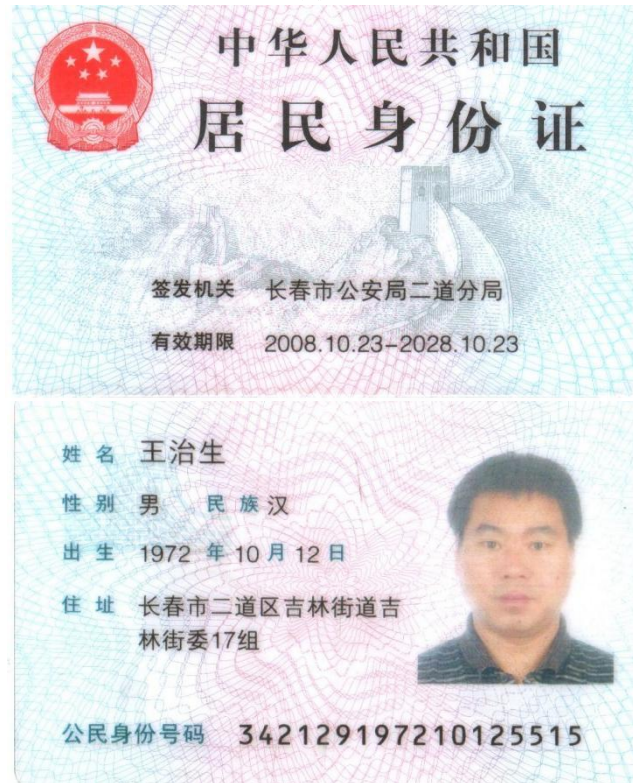 中华人民共和国
居民身份证
签发机关 长春市公安局二道分局
有效期限 2008.10.23-2028.10.23
姓名 王治生
性别 男 民族 汉
出生 1972 年 10 月 12 日
住址 长春市二道区吉林街道吉
林街委17组
公民身份号码 342129197210125515